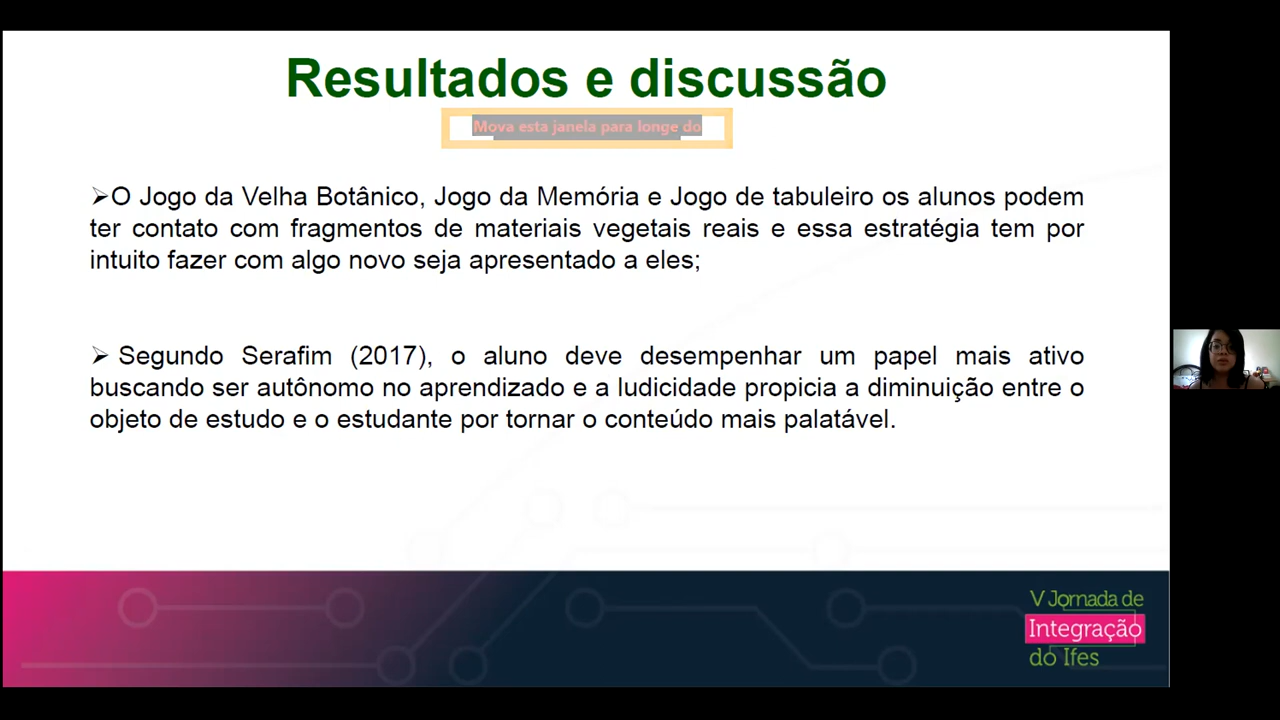 Resultados e discussão
Mova esta janela para longe do
➢O Jogo da Velha Botânico, Jogo da Memória e Jogo de tabuleiro os alunos podem
ter contato com fragmentos de materiais vegetais reais e essa estratégia tem por
intuito fazer com algo novo seja apresentado a eles;
➢ Segundo Serafim (2017), o aluno deve desempenhar um papel mais ativo
buscando ser autônomo no aprendizado e a ludicidade propicia a diminuição entre o
objeto de estudo e o estudante por tornar o conteúdo mais palatável.
V Jornada de
Integração
do Ifes